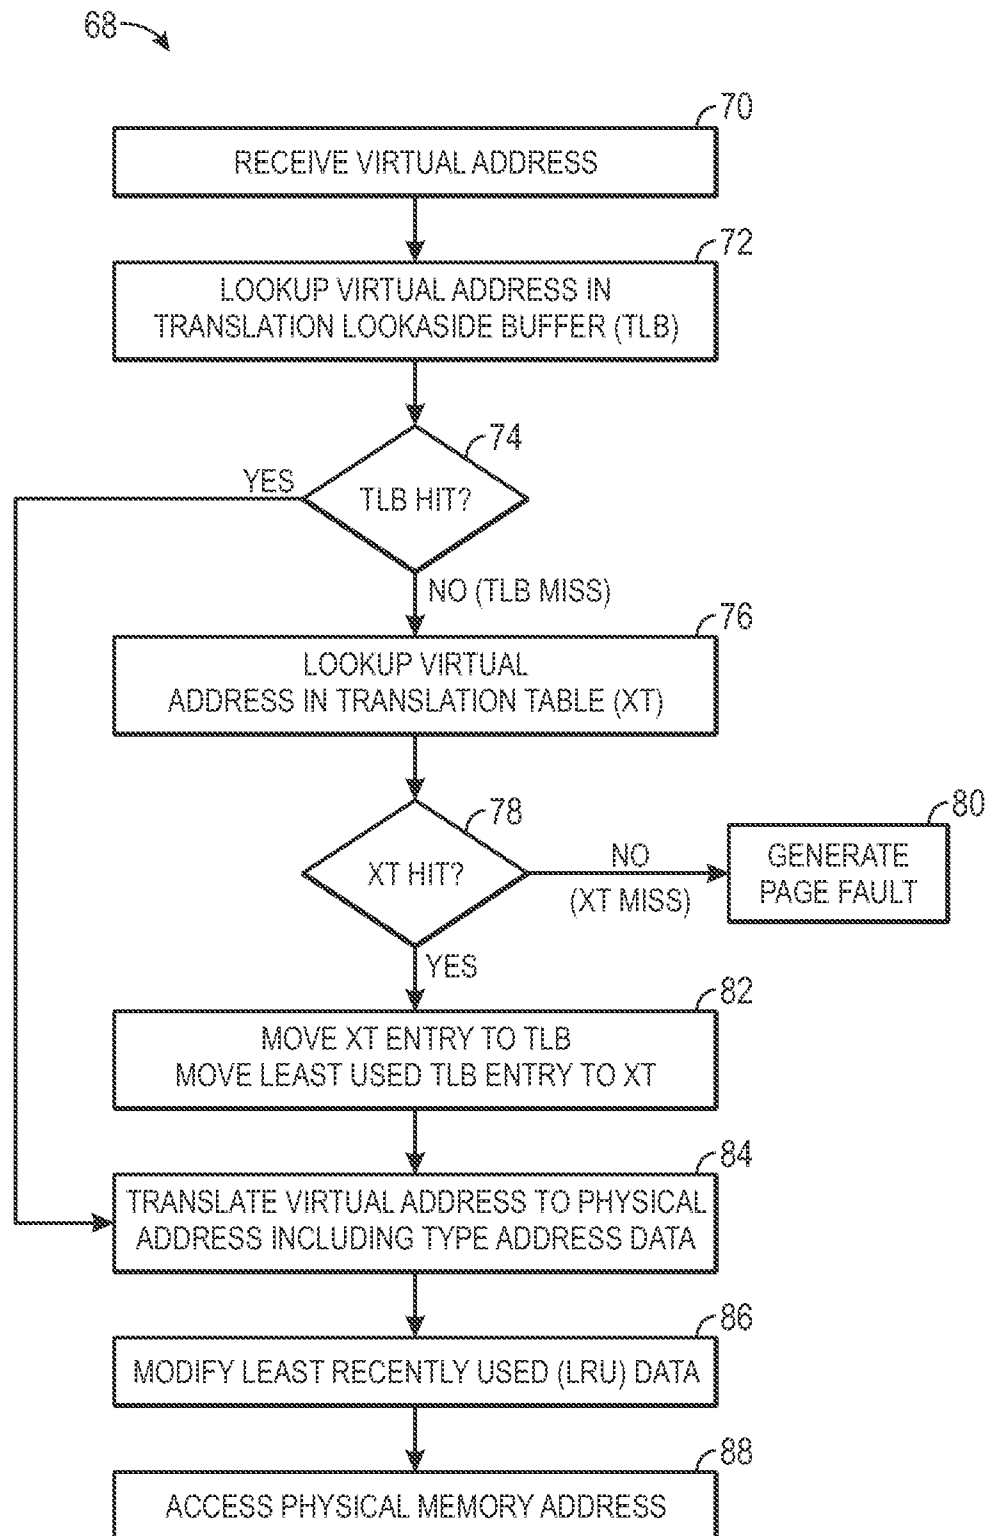 68
70
RECEIVE VIRTUAL ADDRESS
72
LOOKUP VIRTUAL ADDRESS IN
TRANSLATION LOOKASIDE BUFFER (TLB)
74
YES
TLB HIT?
NO (TLB MISS)
76
LOOKUP VIRTUAL
ADDRESS IN TRANSLATION TABLE (XT)
78
XT HIT?
NO
(XT MISS)
80
GENERATE
PAGE FAULT
YES
82
MOVE XT ENTRY TO TLB
MOVE LEAST USED TLB ENTRY TO XT
84
TRANSLATE VIRTUAL ADDRESS TO PHYSICAL
ADDRESS INCLUDING TYPE ADDRESS DATA
86
MODIFY LEAST RECENTLY USED (LRU) DATA
88
ACCESS PHYSICAL MEMORY ADDRESS